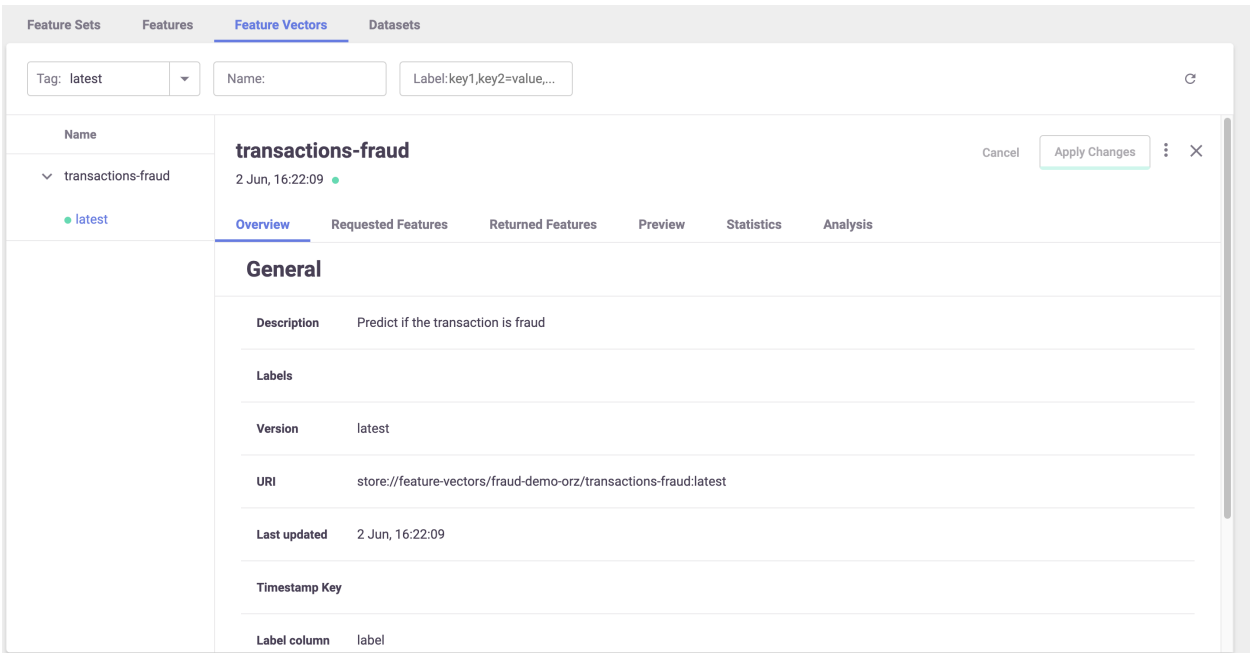 Feature Sets Features Feature Vectors Datasets
Tag: latest Name: Label:key1,key2=value,...
Name
transactions-fraud
latest
transactions-fraud
Cancel Apply Changes
2 Jun, 16:22:09
Overview Requested Features Returned Features Preview Statistics Analysis
General
Description Predict if the transaction is fraud
Labels
Version latest
URI store://feature-vectors/fraud-demo-orz/transactions-fraud:latest
Last updated 2 Jun, 16:22:09
Timestamp Key
Label column label